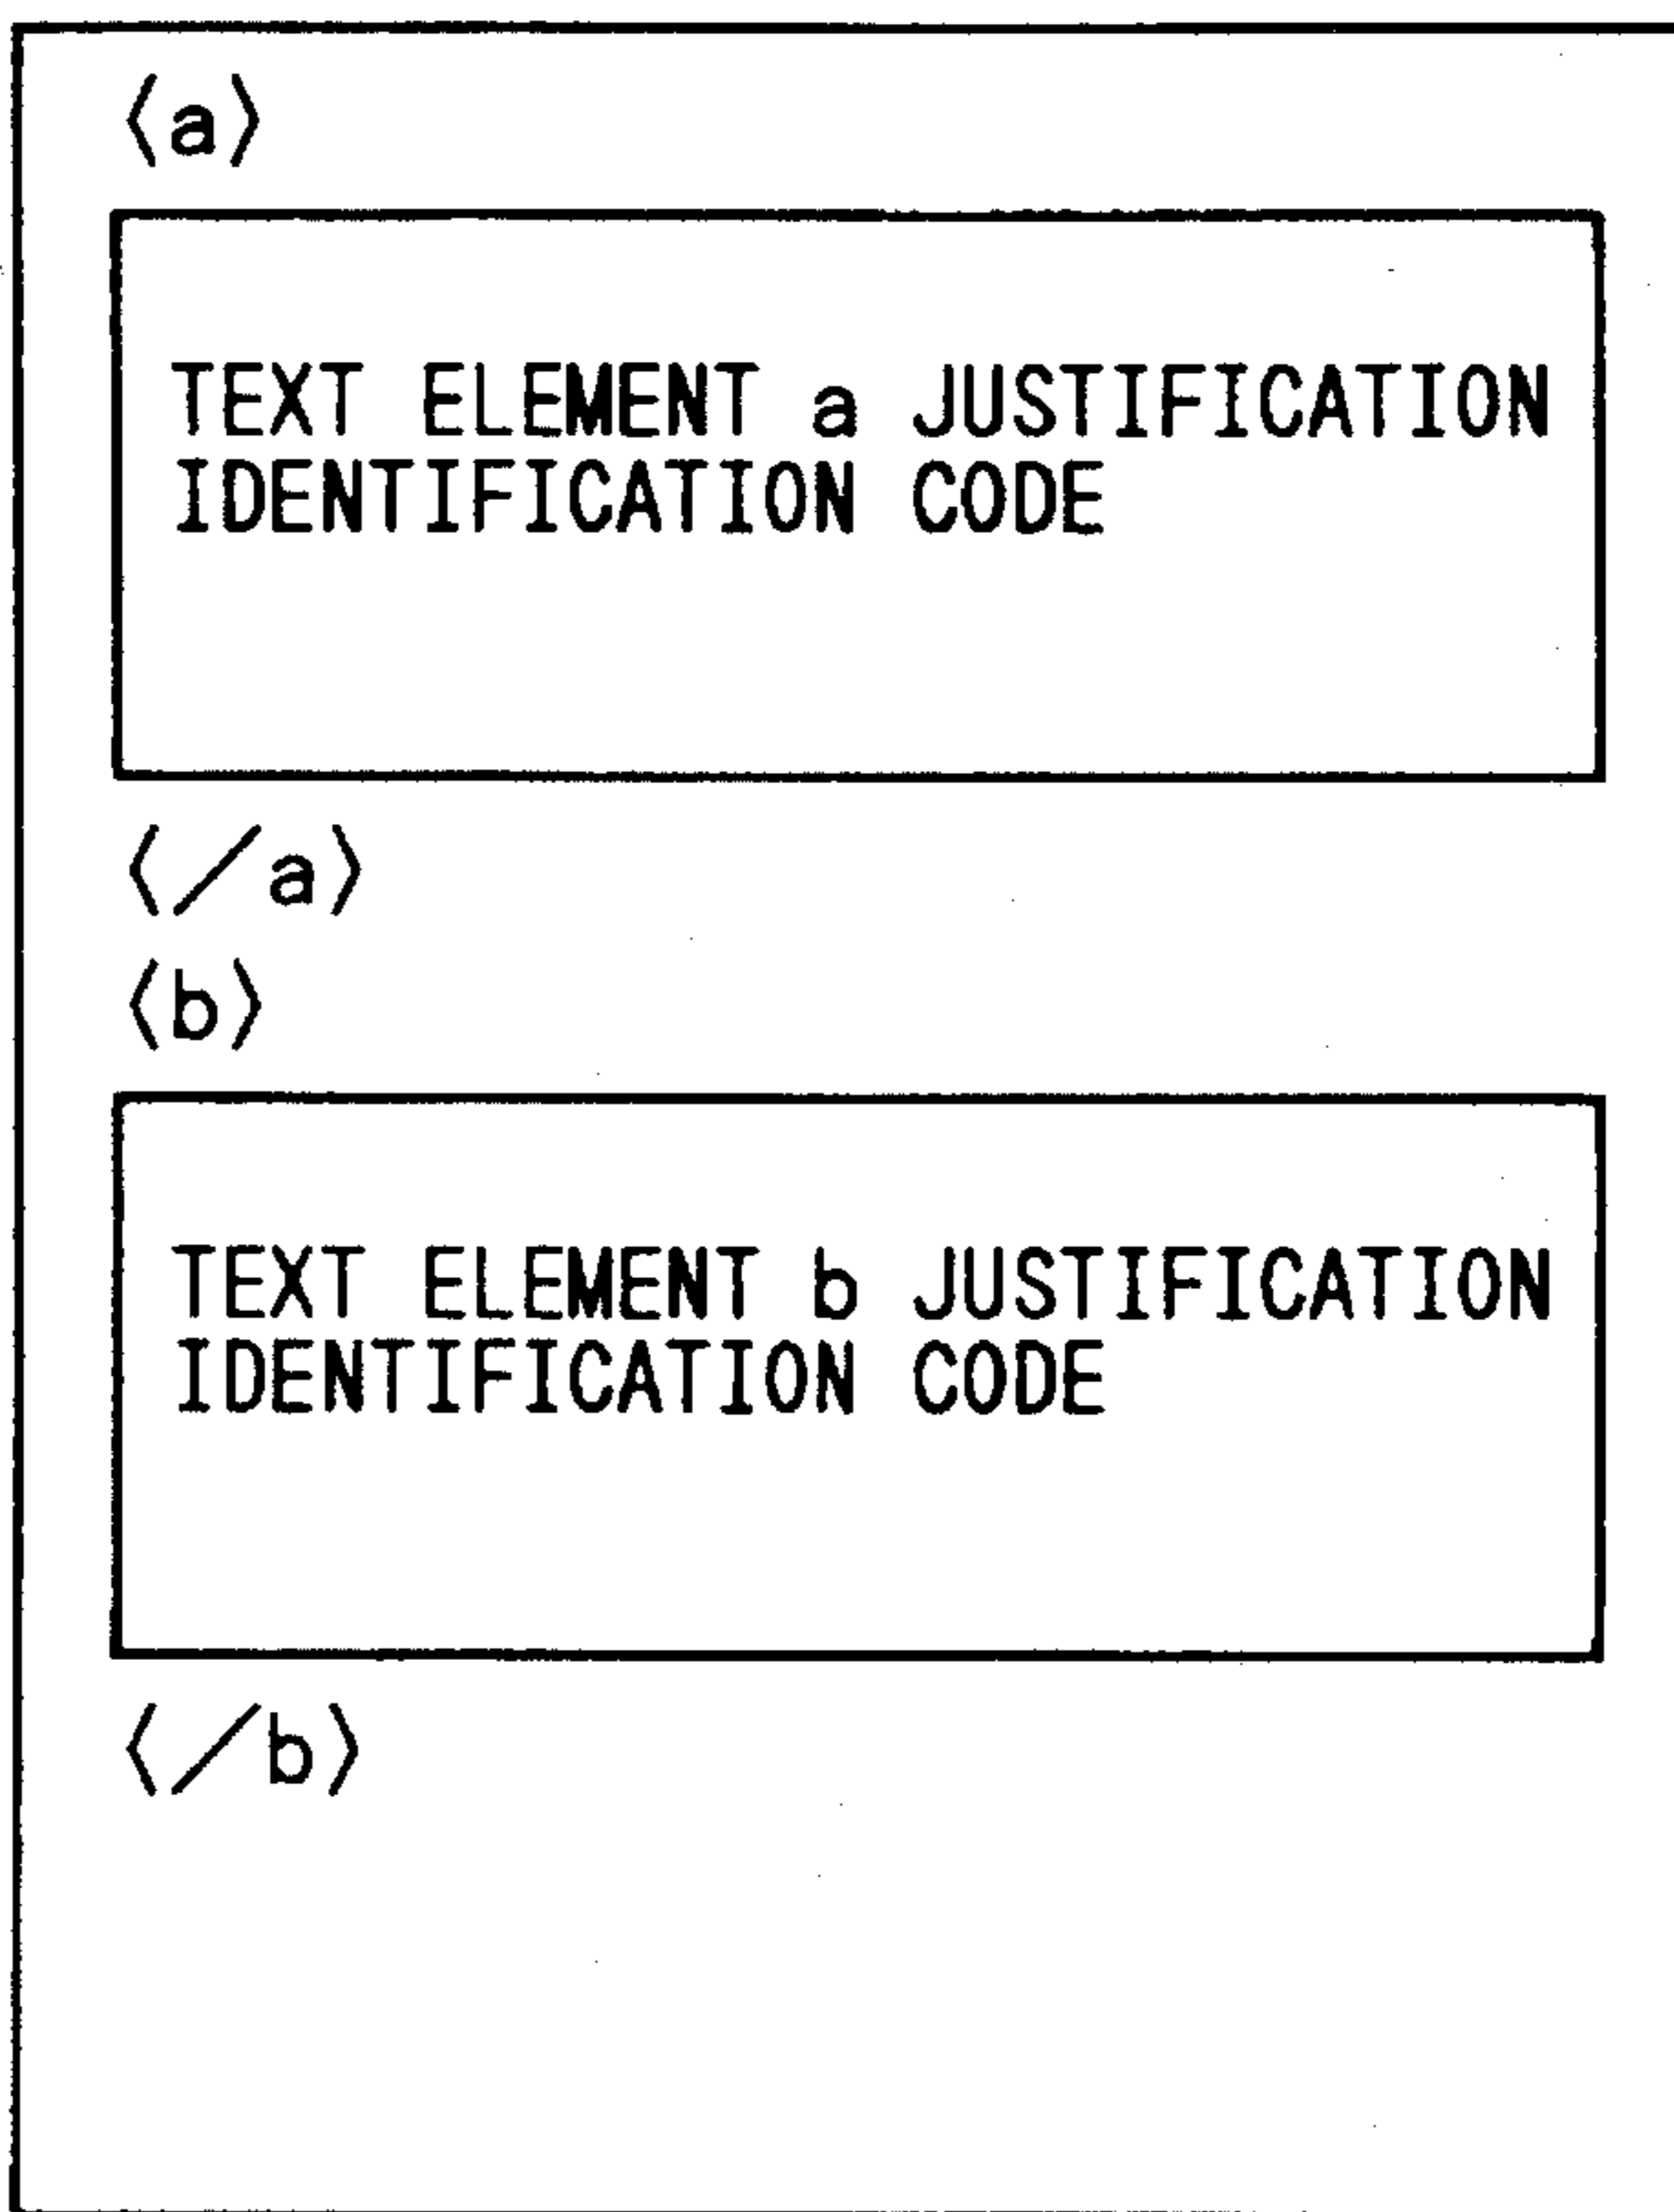 〈a〉
TEXT ELEMENT a JUSTIFICATION
IDENTIFICATION CODE
〈/a〉
〈b〉
TEXT ELEMENT b JUSTIFICATION
IDENTIFICATION CODE
〈/b〉